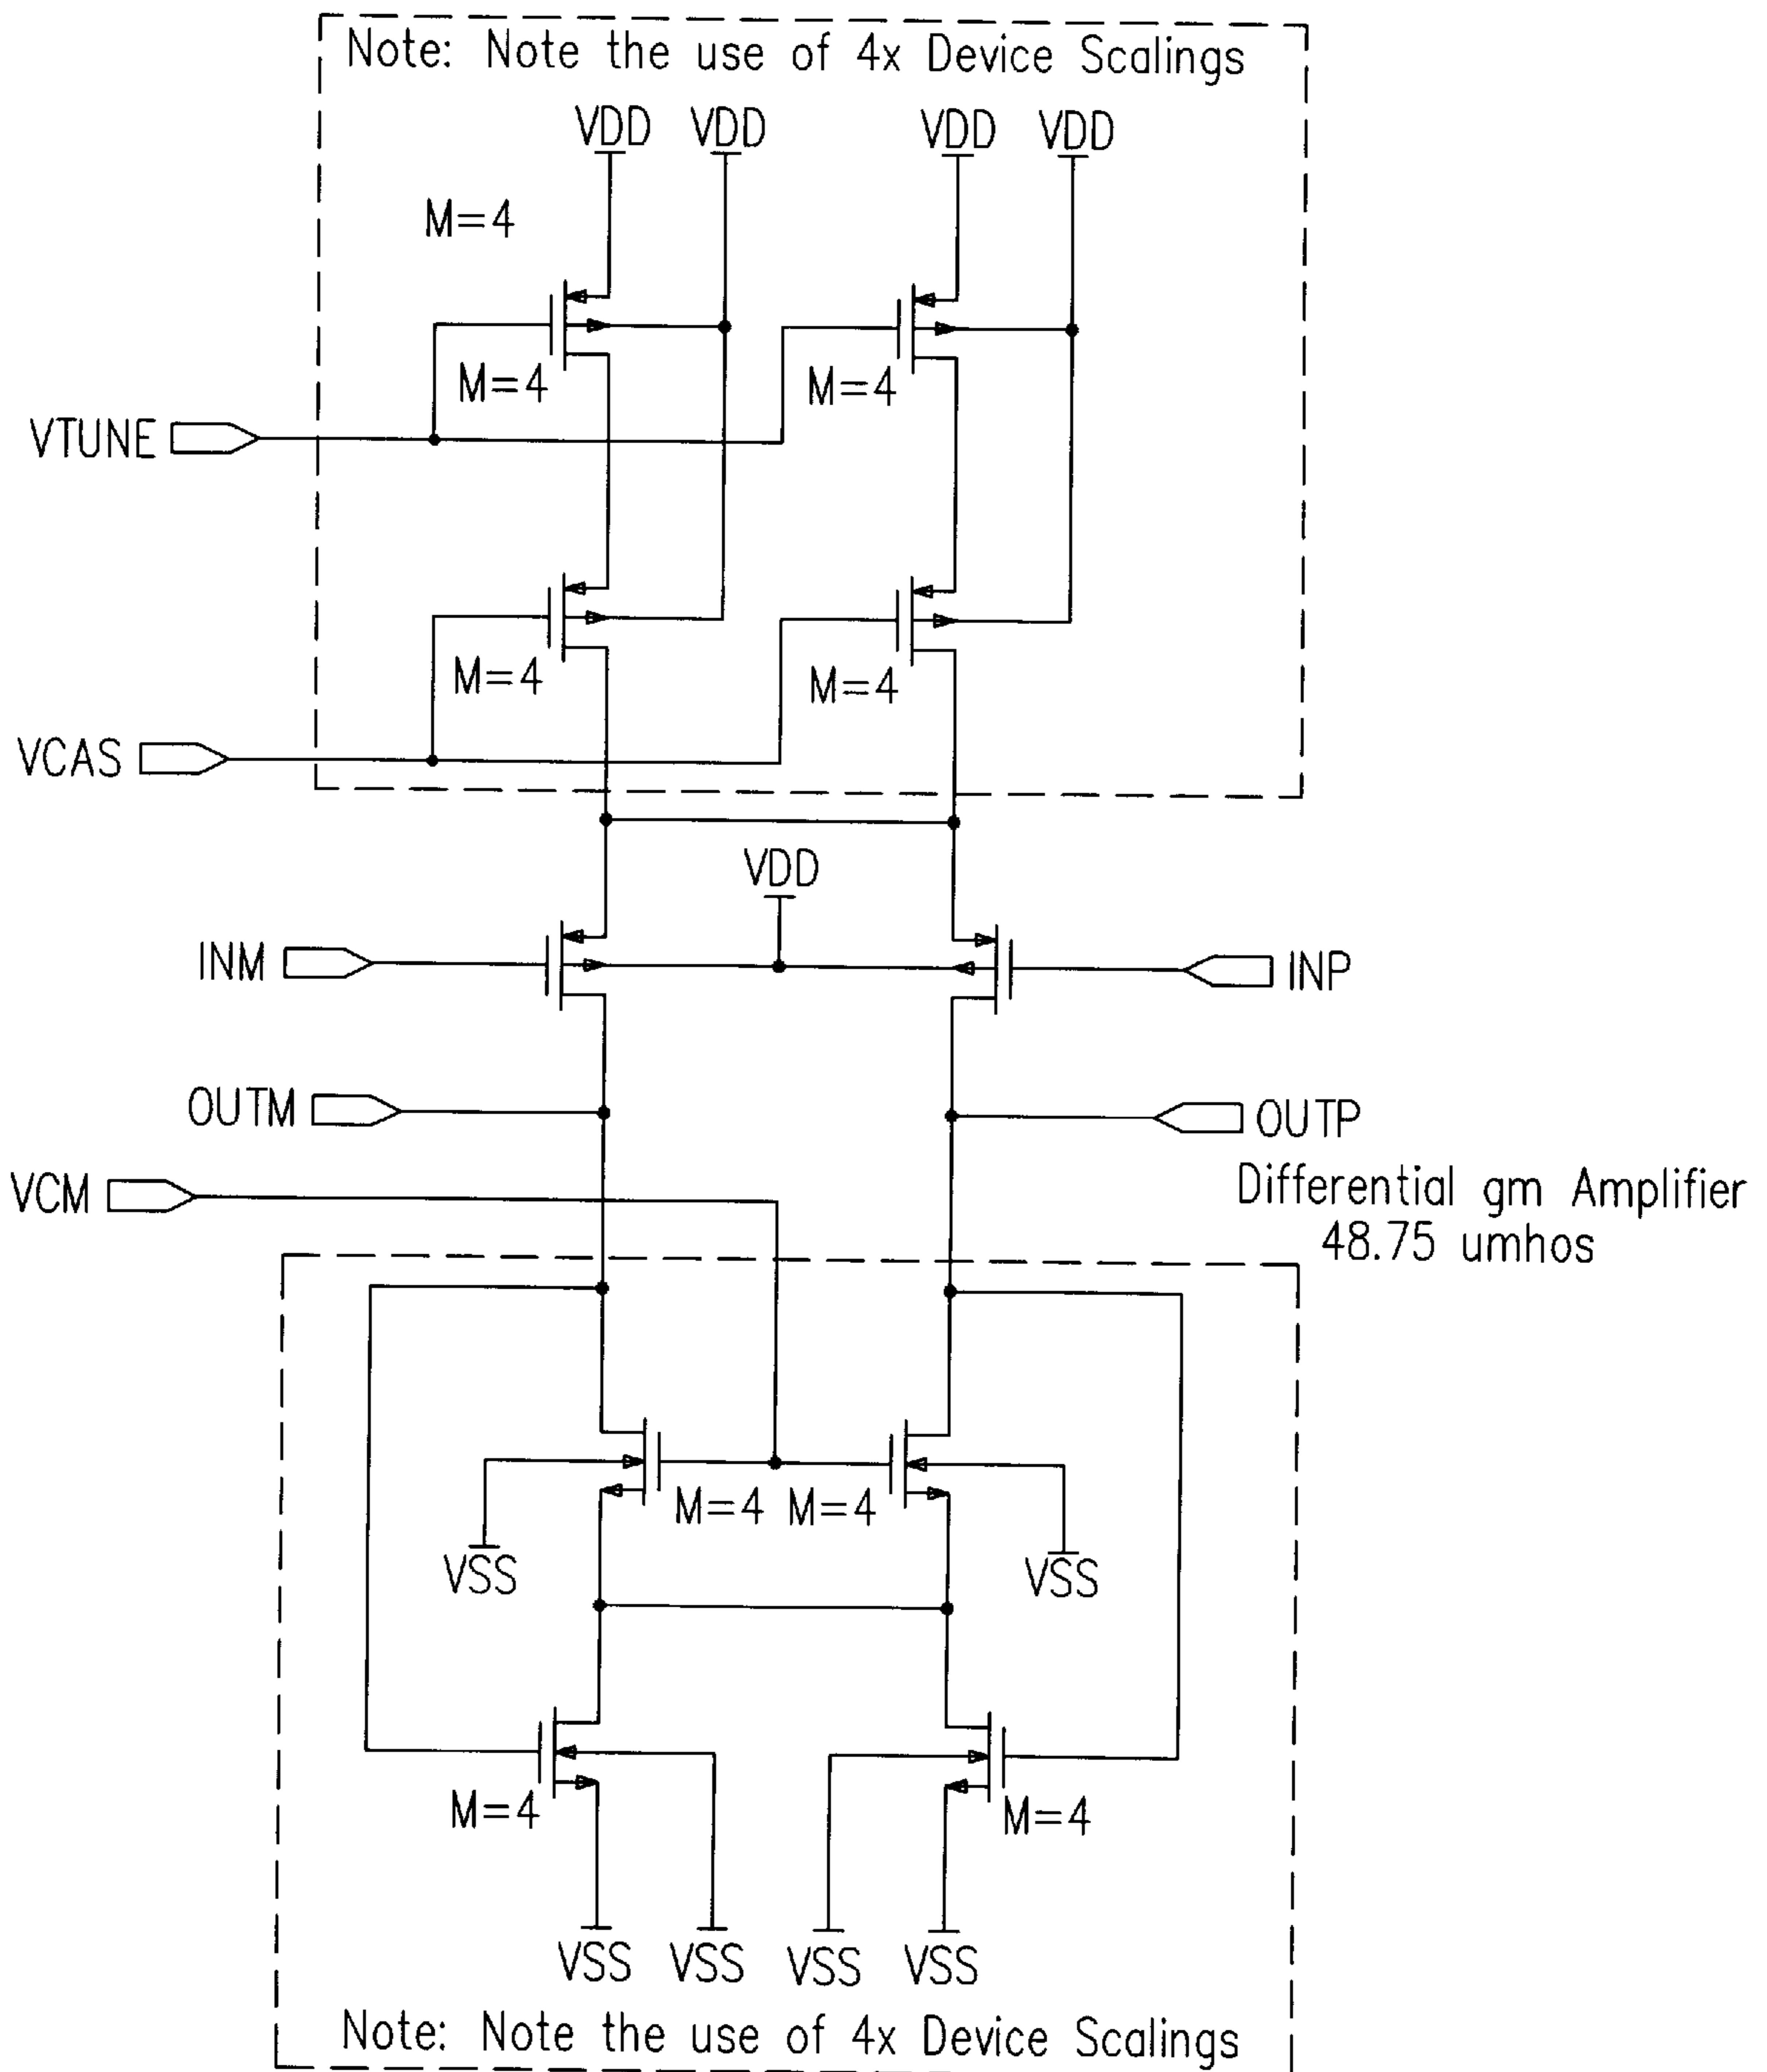 Note: Note the use of 4x Device Scalings
VDD VDD VDD VDD
M=4
M=4 M=4
VTUNE
M=4 M=4
VCAS
VDD
INM INP
OUTM OUTP
VCM
Differential gm Amplifier
48.75 umhos
M=4 M=4
VSS VSS
M=4 M=4
VSS VSS VSS VSS
Note: Note the use of 4x Device Scalings